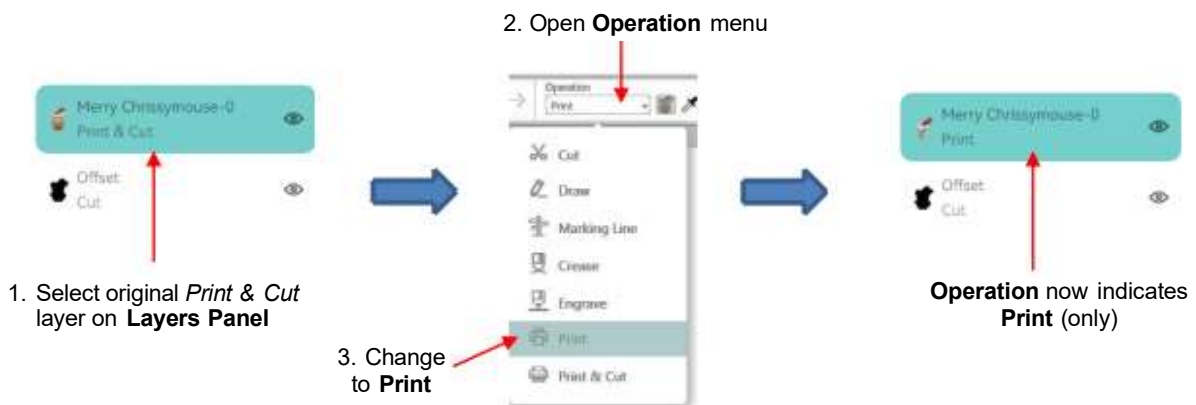 2. Open Operation menu
Merry Chrissymouse-0
Print & Cut
Offset
Cut
1. Select original Print & Cut
layer on Layers Panel
Operation
Print
Cut
Draw
Marking Line
Crease
Engrave
Print
Print & Cut
3. Change
to Print
Merry Chrissymouse-0
Print
Offset
Cut
Operation now indicates
Print (only)